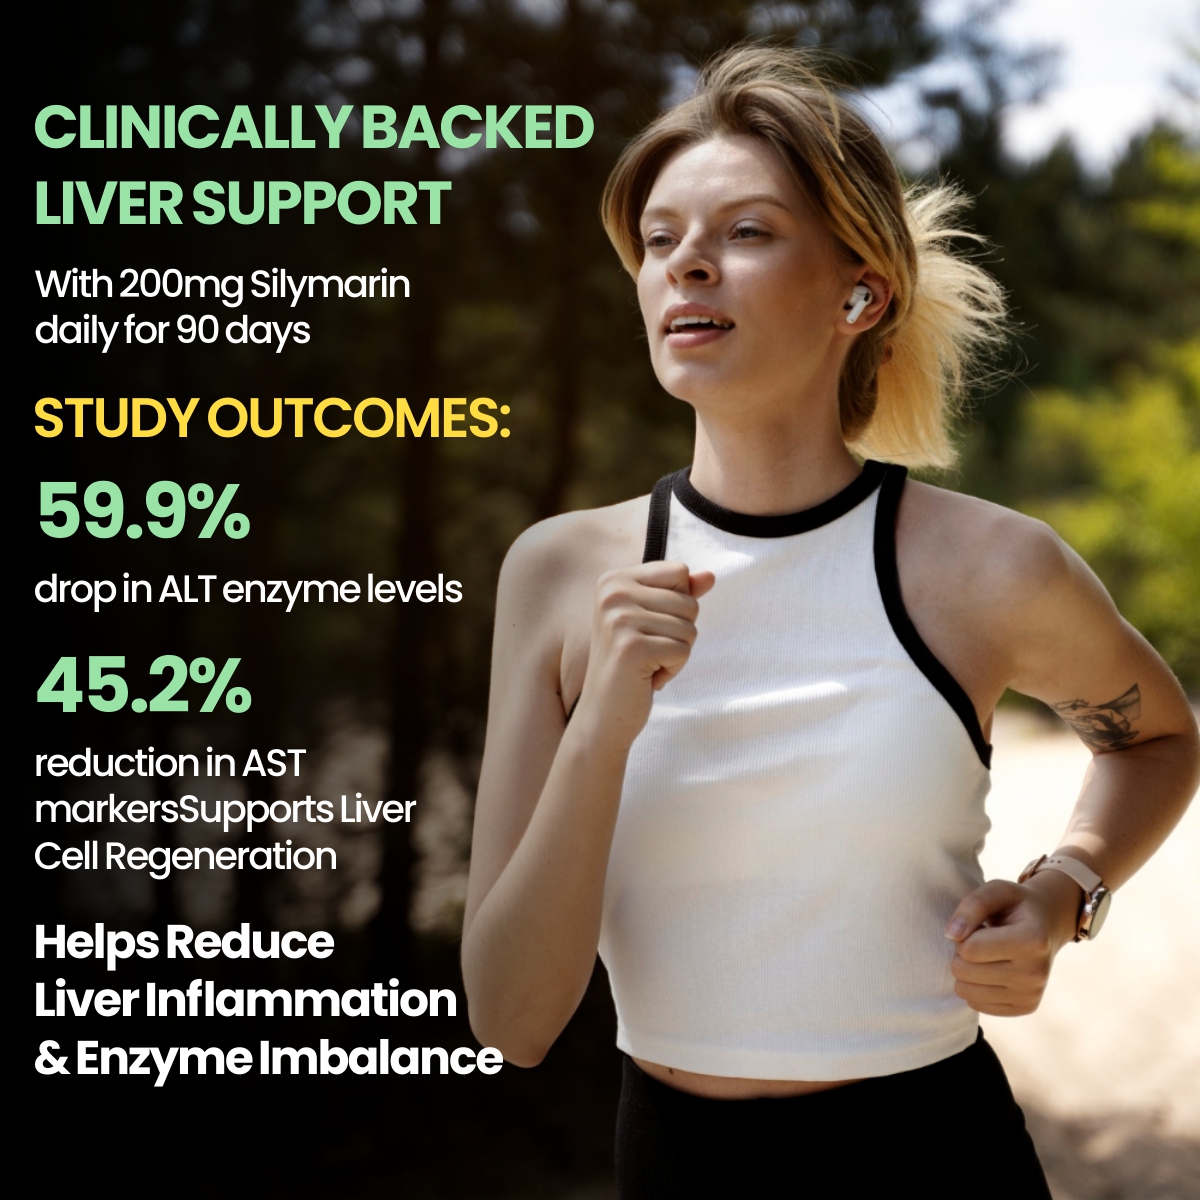 CLINICALLY BACKED
LIVER SUPPORT
With 200mg Silymarin
daily for 90 days
STUDY OUTCOMES:
59.9%
drop in ALT enzyme levels
45.2%
reduction in AST
markersSupports Liver
Cell Regeneration
Helps Reduce
Liver Inflammation
& Enzyme Imbalance